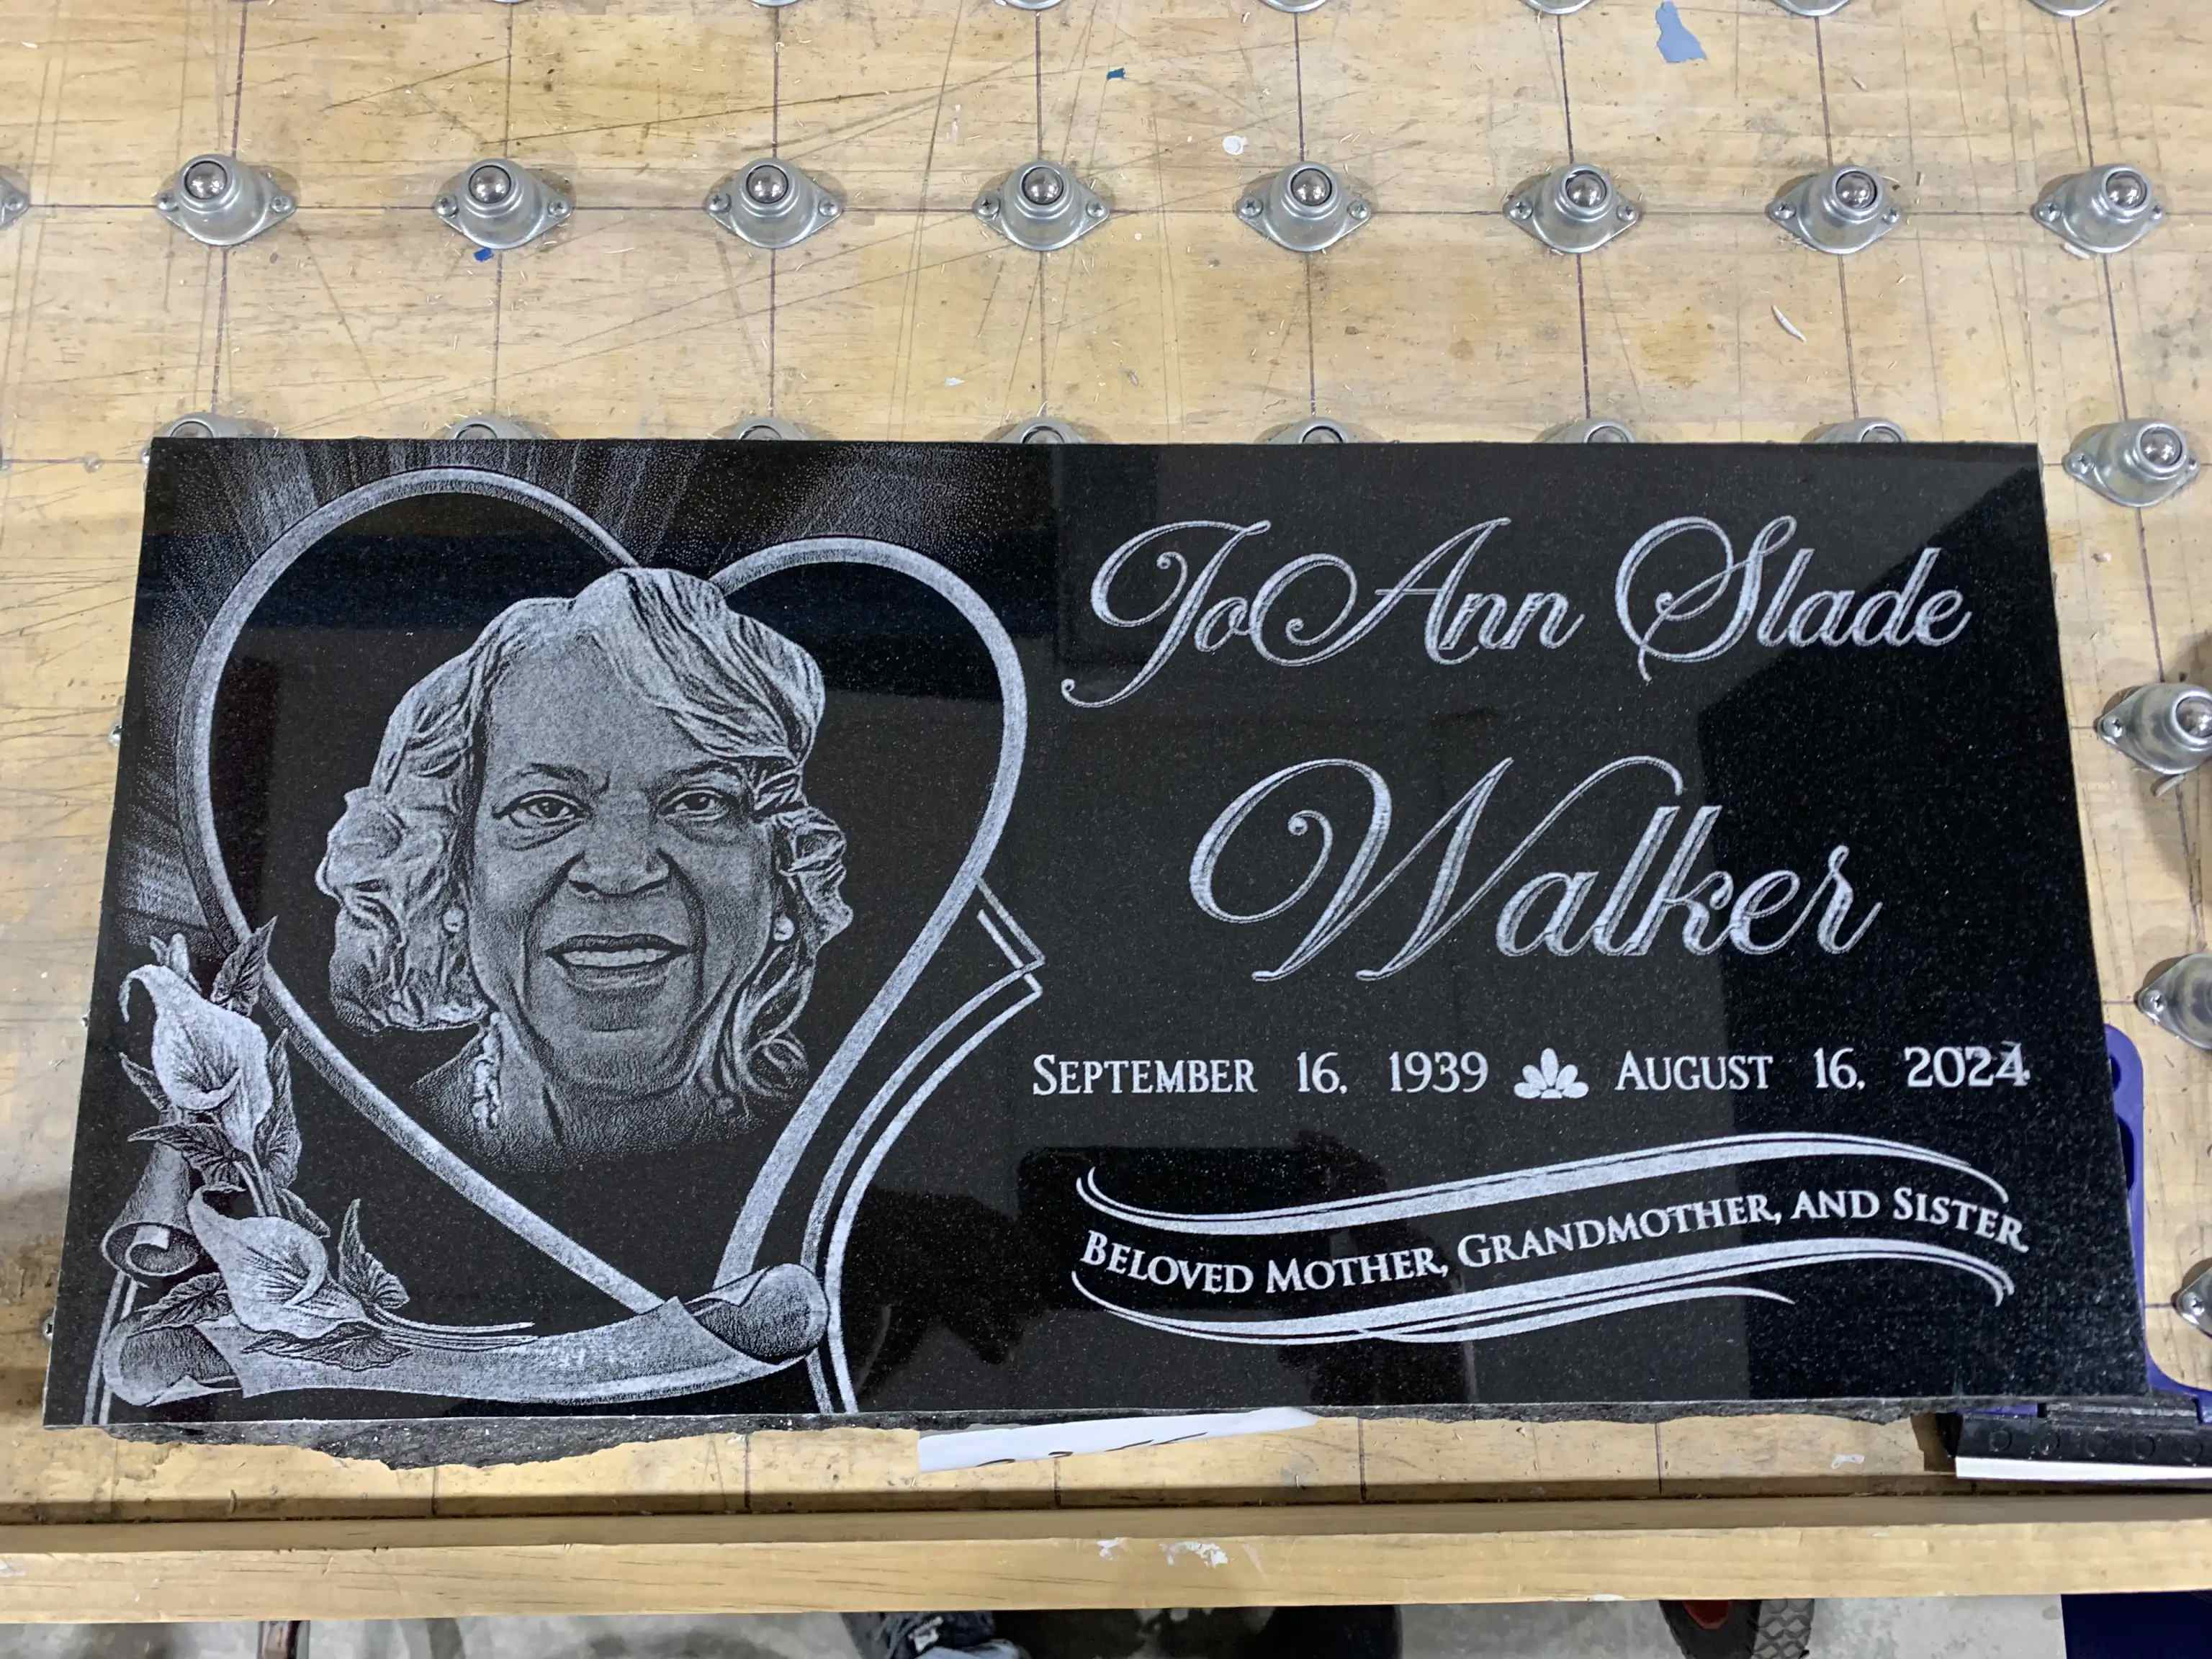 JoAnn Slade
Walker
September 16, 1939 August 16, 2024
Beloved Mother, Grandmother, and Sister